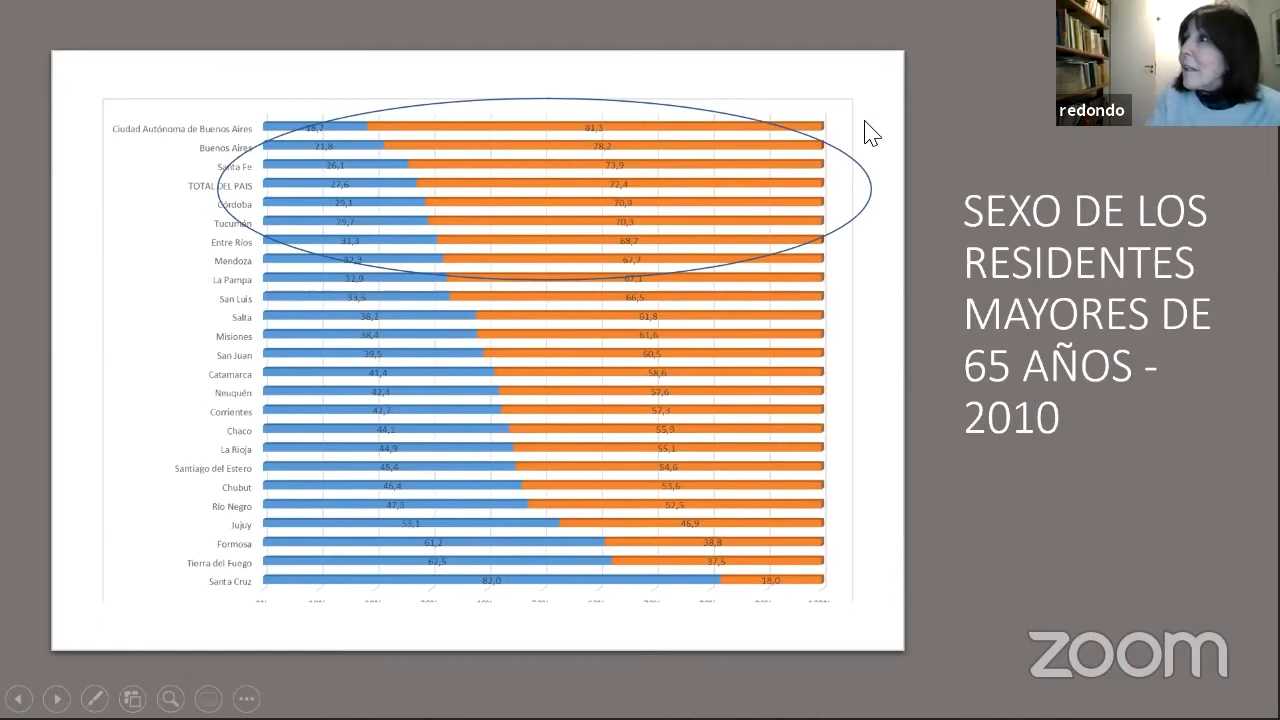 redondo
Ciudad Autónoma de Buenos Aires 18,7 81,3
Buenos Aires 21,8 78,2
Santa Fe 26,1 73,9
TOTAL DEL PAIS 27,6 72,4
Córdoba 29,1 70,9
Tucumán 29,7 70,3
Entre Ríos 31,3 68,7
Mendoza 32,3 67,7
La Pampa 32,9 67,1
San Luis 33,5 66,5
Salta 38,2 61,8
Misiones 38,4 61,6
San Juan 39,5 60,5
Catamarca 41,4 58,6
Neuquén 42,4 57,6
Corrientes 42,7 57,3
Chaco 44,1 55,9
La Rioja 44,9 55,1
Santiago del Estero 45,4 54,6
Chubut 46,4 53,6
Río Negro 47,5 52,5
Jujuy 53,1 46,9
Formosa 61,2 38,8
Tierra del Fuego 62,5 37,5
Santa Cruz 82,0 18,0
SEXO DE LOS
RESIDENTES
MAYORES DE
65 AÑOS -
2010
zoom